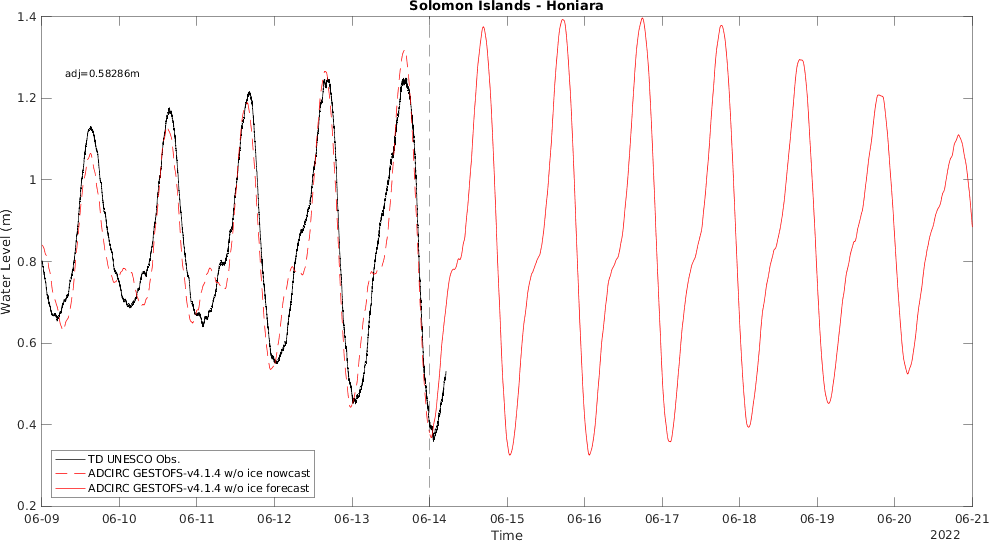 Solomon Islands - Honiara
1.4
1.2
1
0.8
0.6
0.4
0.2
Water Level (m)
adj=0.58286m
TD UNESCO Obs.
ADCIRC GESTOFS-v4.1.4 w/o ice nowcast
ADCIRC GESTOFS-v4.1.4 w/o ice forecast
06-09 06-10 06-11 06-12 06-13 06-14 06-15 06-16 06-17 06-18 06-19 06-20 06-21
Time
2022